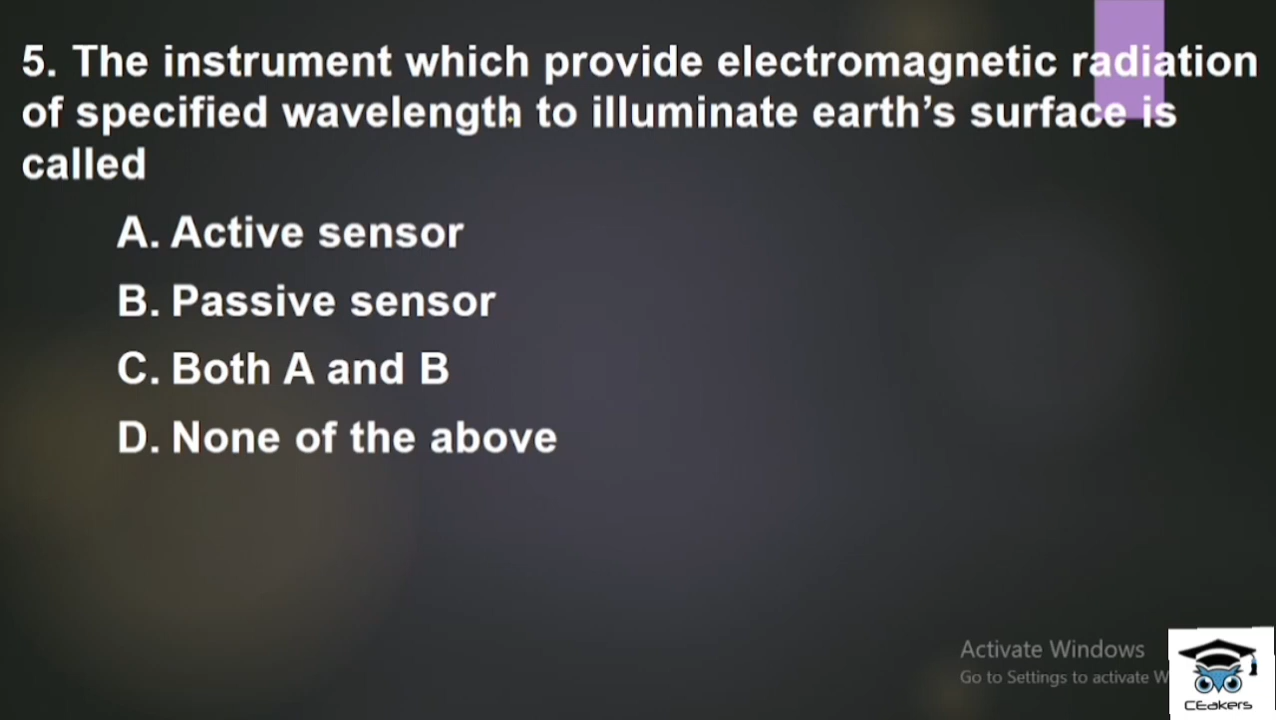 5. The instrument which provide electromagnetic radiation
of specified wavelength to illuminate earth's surface is
called
A. Active sensor
B. Passive sensor
C. Both A and B
D. None of the above
Activate Windows
Go to Settings to activate W
CEakers